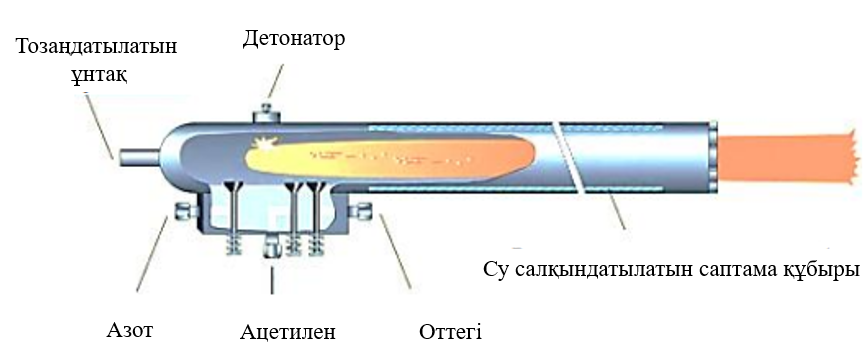 Тозаңдатылатын
ұнтақ
Детонатор
Су салқындатылатын саптама құбыры
Азот
Ацетилен
Оттегі